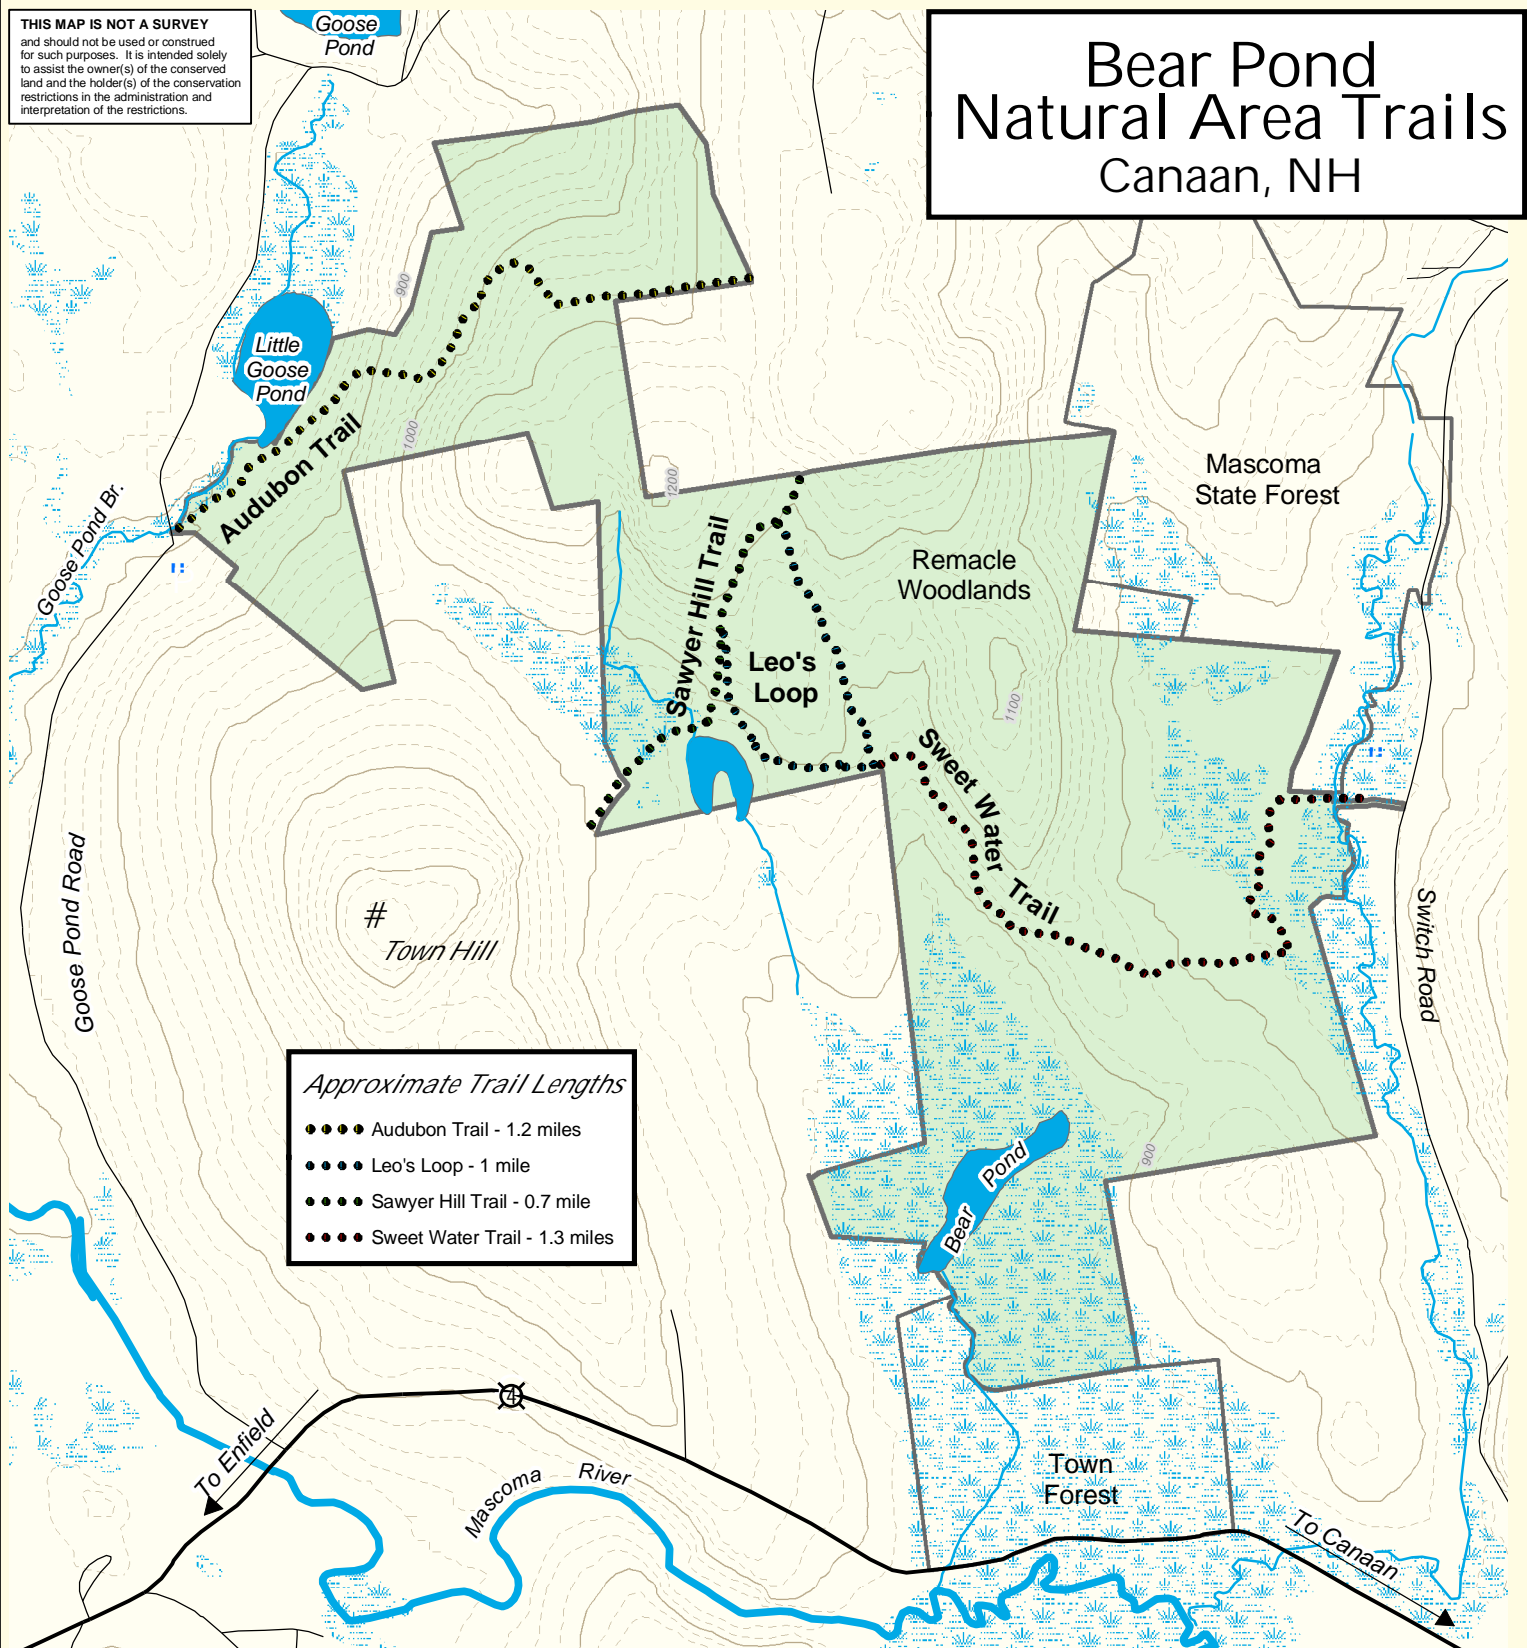 THIS MAP IS NOT A SURVEY
and should not be used or construed
for such purposes. It is intended solely
to assist the owner(s) of the conserved
land and the holder(s) of the conservation
restrictions in the administration and
interpretation of the restrictions.
Goose
Pond
Bear Pond
Natural Area Trails
Canaan, NH
900
Little
Goose
Pond
1000
Audubon Trail
Goose Pond Br.
1200
Mascoma
State Forest
Sawyer Hill Trail
Remacle
Woodlands
Leo's
Loop
1100
Sweet Water Trail
Goose Pond Road
#
Town Hill
Switch Road
Approximate Trail Lengths
Audubon Trail - 1.2 miles
Leo's Loop - 1 mile
Sawyer Hill Trail - 0.7 mile
Sweet Water Trail - 1.3 miles
900
Bear Pond
4
To Enfield
Mascoma River
Town
Forest
To Canaan